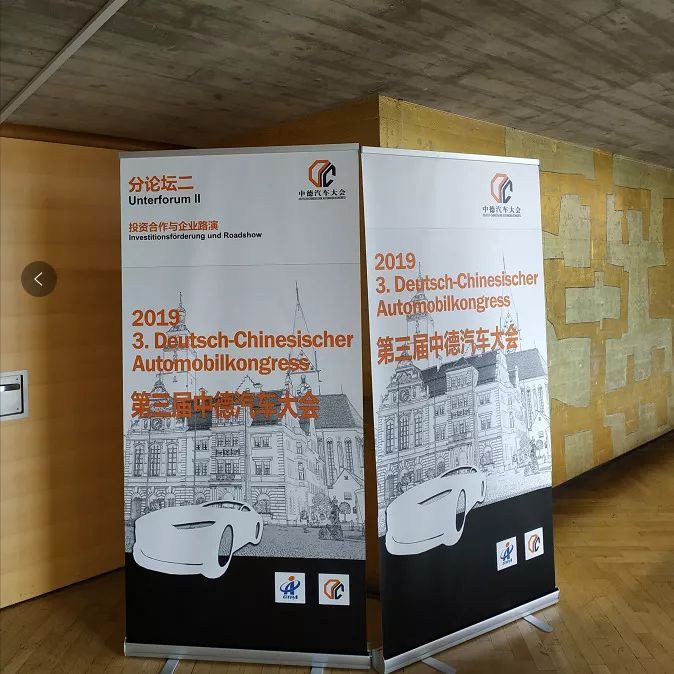 分论坛二
Unterforum II
投资合作与企业路演
Investitionsförderung und Roadshow
中德汽车大会
2019
3. Deutsch-Chinesischer
Automobilkongress
第三届中德汽车大会
中德汽车大会
2019
3. Deutsch-Chinesischer
Automobilkongress
第三届中德汽车大会